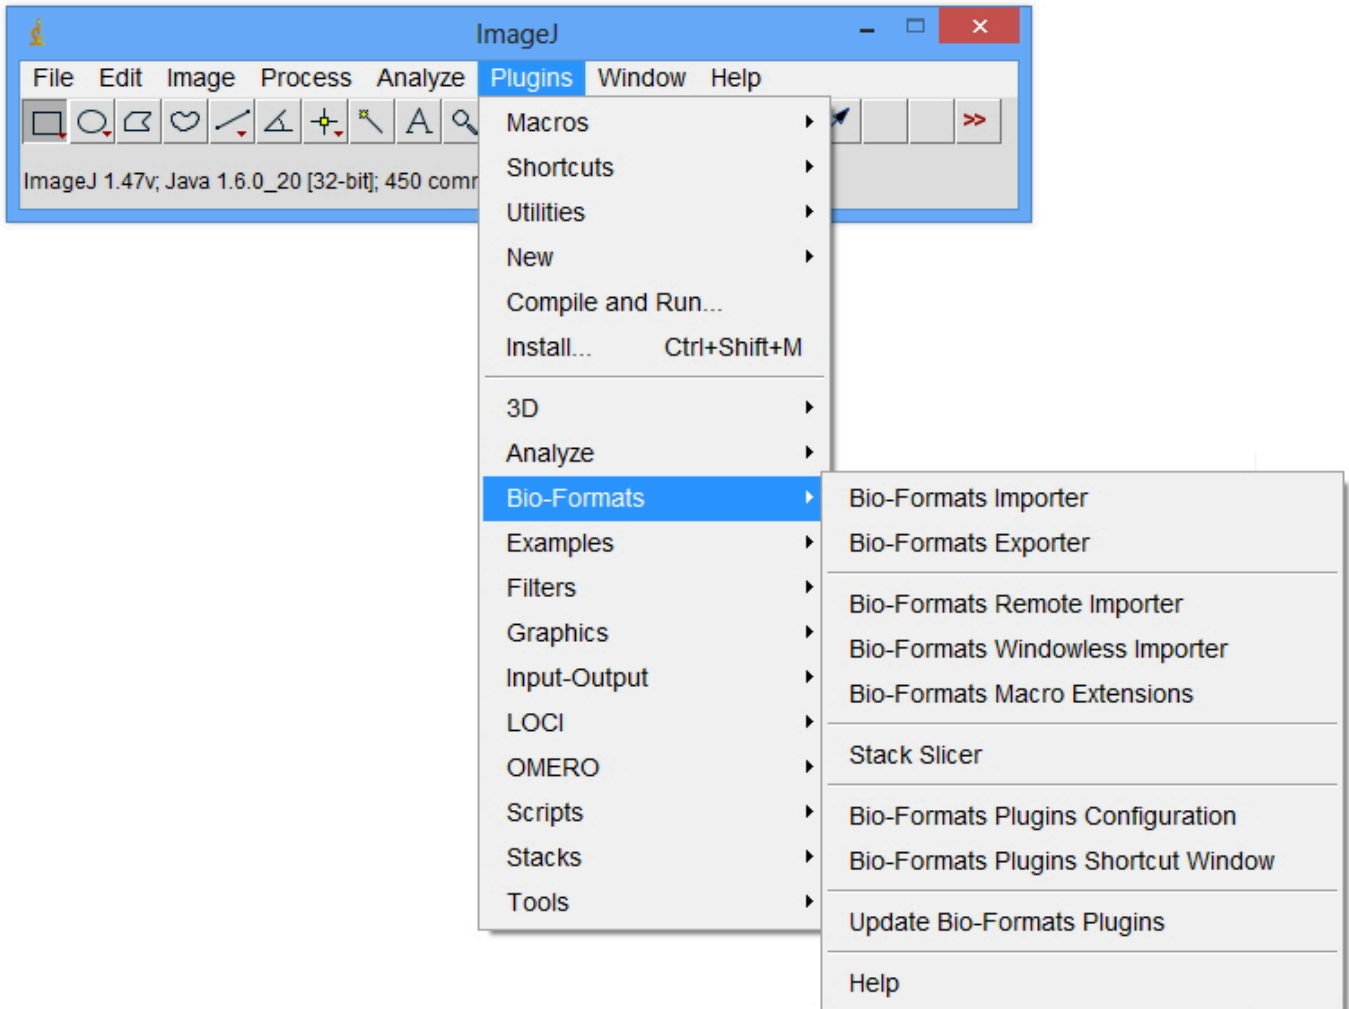 ImageJ
File Edit Image Process Analyze Plugins Window Help
A >>
ImageJ 1.47v; Java 1.6.0_20 [32-bit]; 450
Macros
Shortcuts
Utilities
New
Compile and Run...
Install... Ctrl+Shift+M
3D
Analyze
Bio-Formats
Examples
Filters
Graphics
Input-Output
LOCI
OMERO
Scripts
Stacks
Tools
Bio-Formats Importer
Bio-Formats Exporter
Bio-Formats Remote Importer
Bio-Formats Windowless Importer
Bio-Formats Macro Extensions
Stack Slicer
Bio-Formats Plugins Configuration
Bio-Formats Plugins Shortcut Window
Update Bio-Formats Plugins
Help